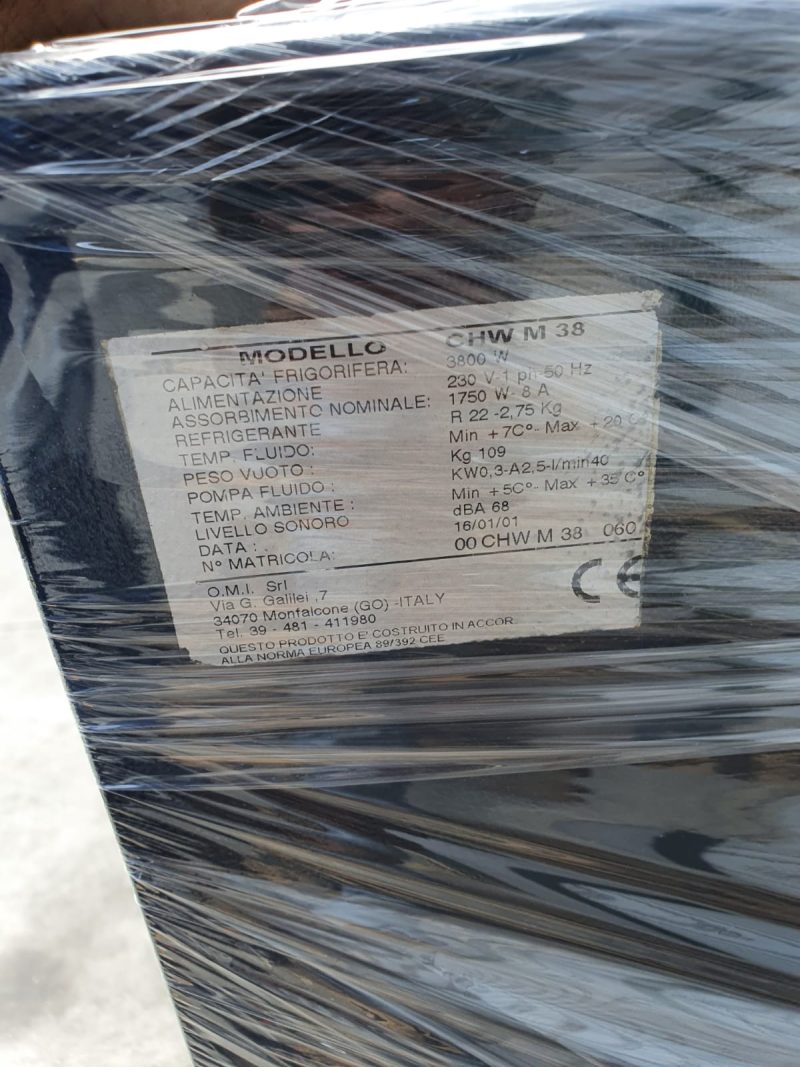 MODELLO CHW M 38
CAPACITA' FRIGORIFERA: 3800 W
ALIMENTAZIONE 230 V-1 ph-50 Hz
ASSORBIMENTO NOMINALE: 1750 W- 8 A
REFRIGERANTE R 22 -2,75 Kg
TEMP. FLUIDO: Min +7C°- Max +20 C°
PESO VUOTO : Kg 109
POMPA FLUIDO : KW0,3-A2,5-l/min40
TEMP. AMBIENTE : Min +5C°- Max +35 C°
LIVELLO SONORO dBA 68
DATA : 16/01/01
N° MATRICOLA: 00 CHW M 38 060
O.M.I. Srl
Via G. Galilei ,7
34070 Monfalcone (GO) -ITALY
Tel. 39 - 481 - 411980
QUESTO PRODOTTO E' COSTRUITO IN ACCOR.
ALLA NORMA EUROPEA 89/392 CEE
CE